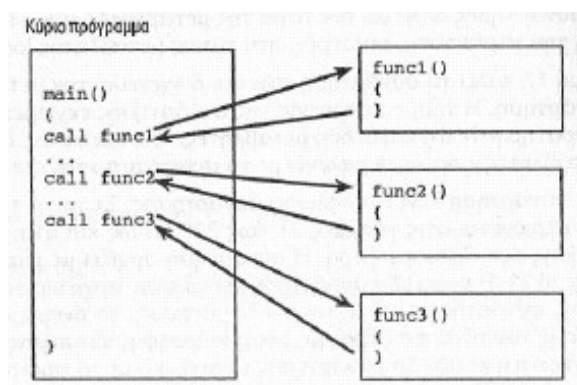 Κύριο πρόγραμμα
main()
{
call func1
...
call func2
call func3
}
func1()
{
}
func2()
{
}
func3()
{
}